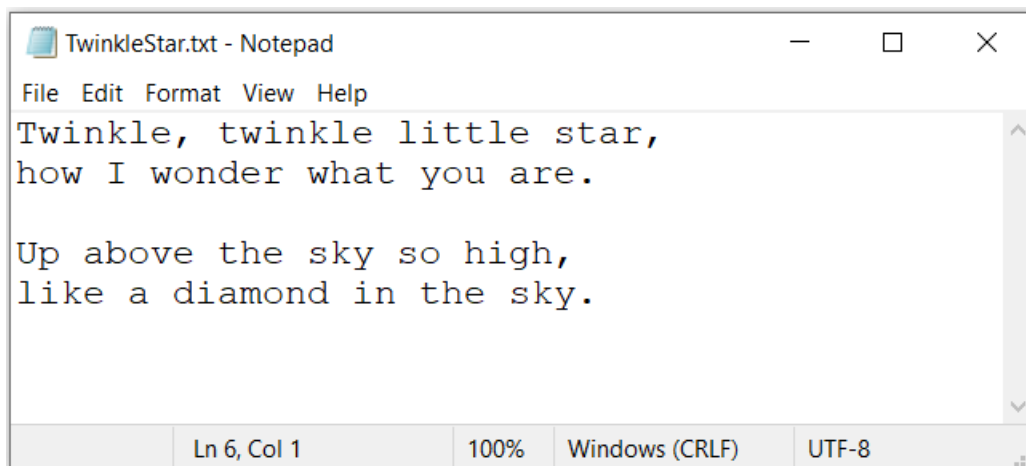 TwinkleStar.txt - Notepad
File Edit Format View Help
Twinkle, twinkle little star,
how I wonder what you are.
Up above the sky so high,
like a diamond in the sky.
Ln 6, Col 1 100% Windows (CRLF) UTF-8